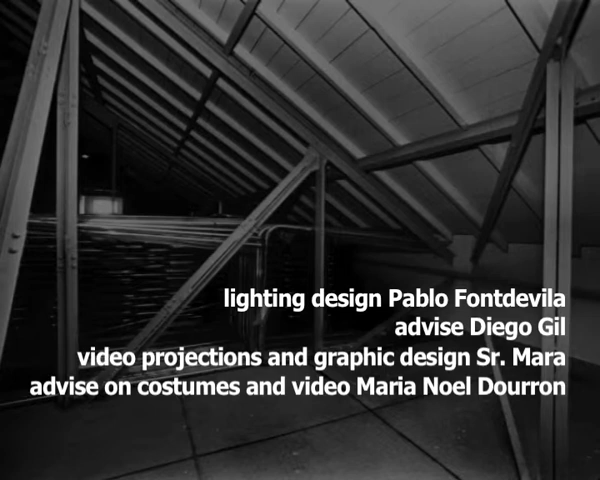 lighting design Pablo Fontdevila
advise Diego Gil
video projections and graphic design Sr. Mara
advise on costumes and video Maria Noel Dourron